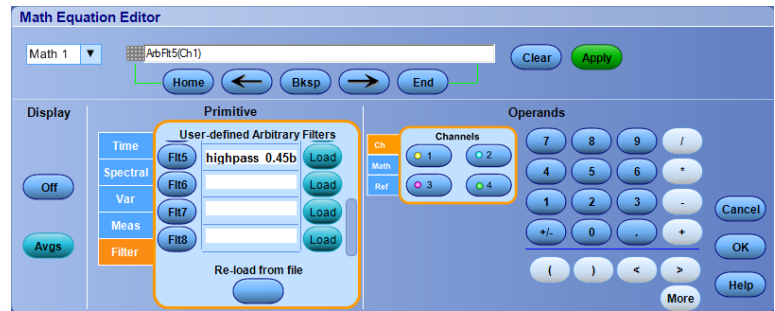 Math Equation Editor
Math 1
ArbFlt5(Ch1)
Clear
Apply
Home
Bksp
End
Display
Primitive
Operands
Off
Avgs
Time
Spectral
Var
Meas
Filter
User-defined Arbitrary Filters
Flt5 highpass_0.45b Load
Flt6 Load
Flt7 Load
Flt8 Load
Re-load from file
Ch
Math
Ref
Channels
1 2
3 4
7 8 9 /
4 5 6 *
1 2 3 -
+/- 0 . +
( ) < >
More
Cancel
OK
Help